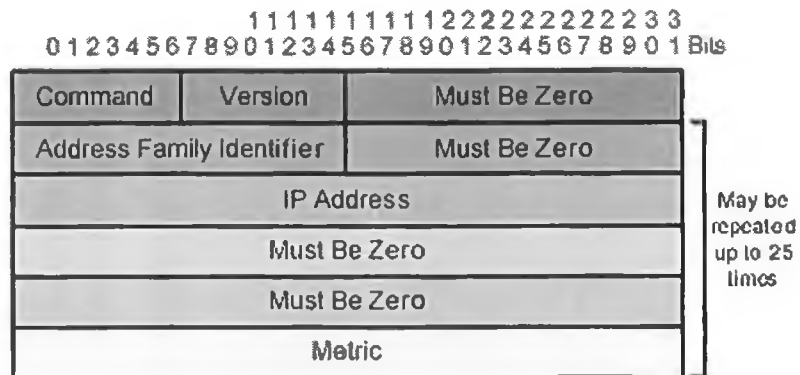 1 1 1 1 1 1 1 1 1 1 2 2 2 2 2 2 2 2 2 2 3 3
0 1 2 3 4 5 6 7 8 9 0 1 2 3 4 5 6 7 8 9 0 1 2 3 4 5 6 7 8 9 0 1 Bits
Command Version Must Be Zero
Address Family Identifier Must Be Zero
IP Address
Must Be Zero
Must Be Zero
Metric
May be
repeated
up to 25
times